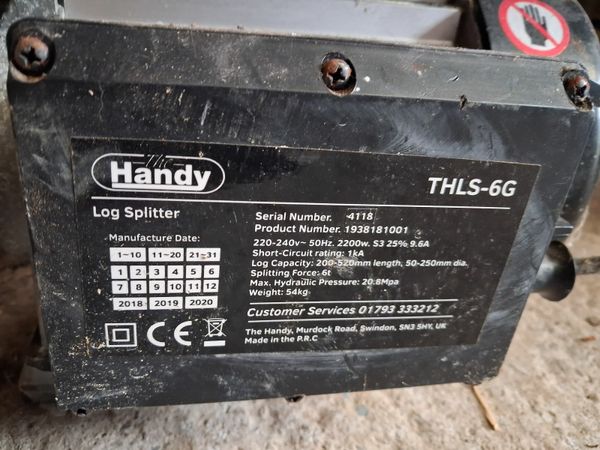 The
Handy
THLS-6G
Log Splitter
Serial Number. 4118
Product Number. 1938181001
Manufacture Date:
220-240v~ 50Hz. 2200w. S3 25% 9.6A
Short-Circuit rating: 1kA
Log Capacity: 200-520mm length, 50-250mm dia.
Splitting Force: 6t
Max. Hydraulic Pressure: 20.8Mpa
Weight: 54kg
1~10 11~20 21~31
1 2 3 4 5 6
7 8 9 10 11 12
2018 2019 2020
Customer Services 01793 333212
CE
The Handy, Murdock Road, Swindon, SN3 5HY, UK
Made in the P.R.C